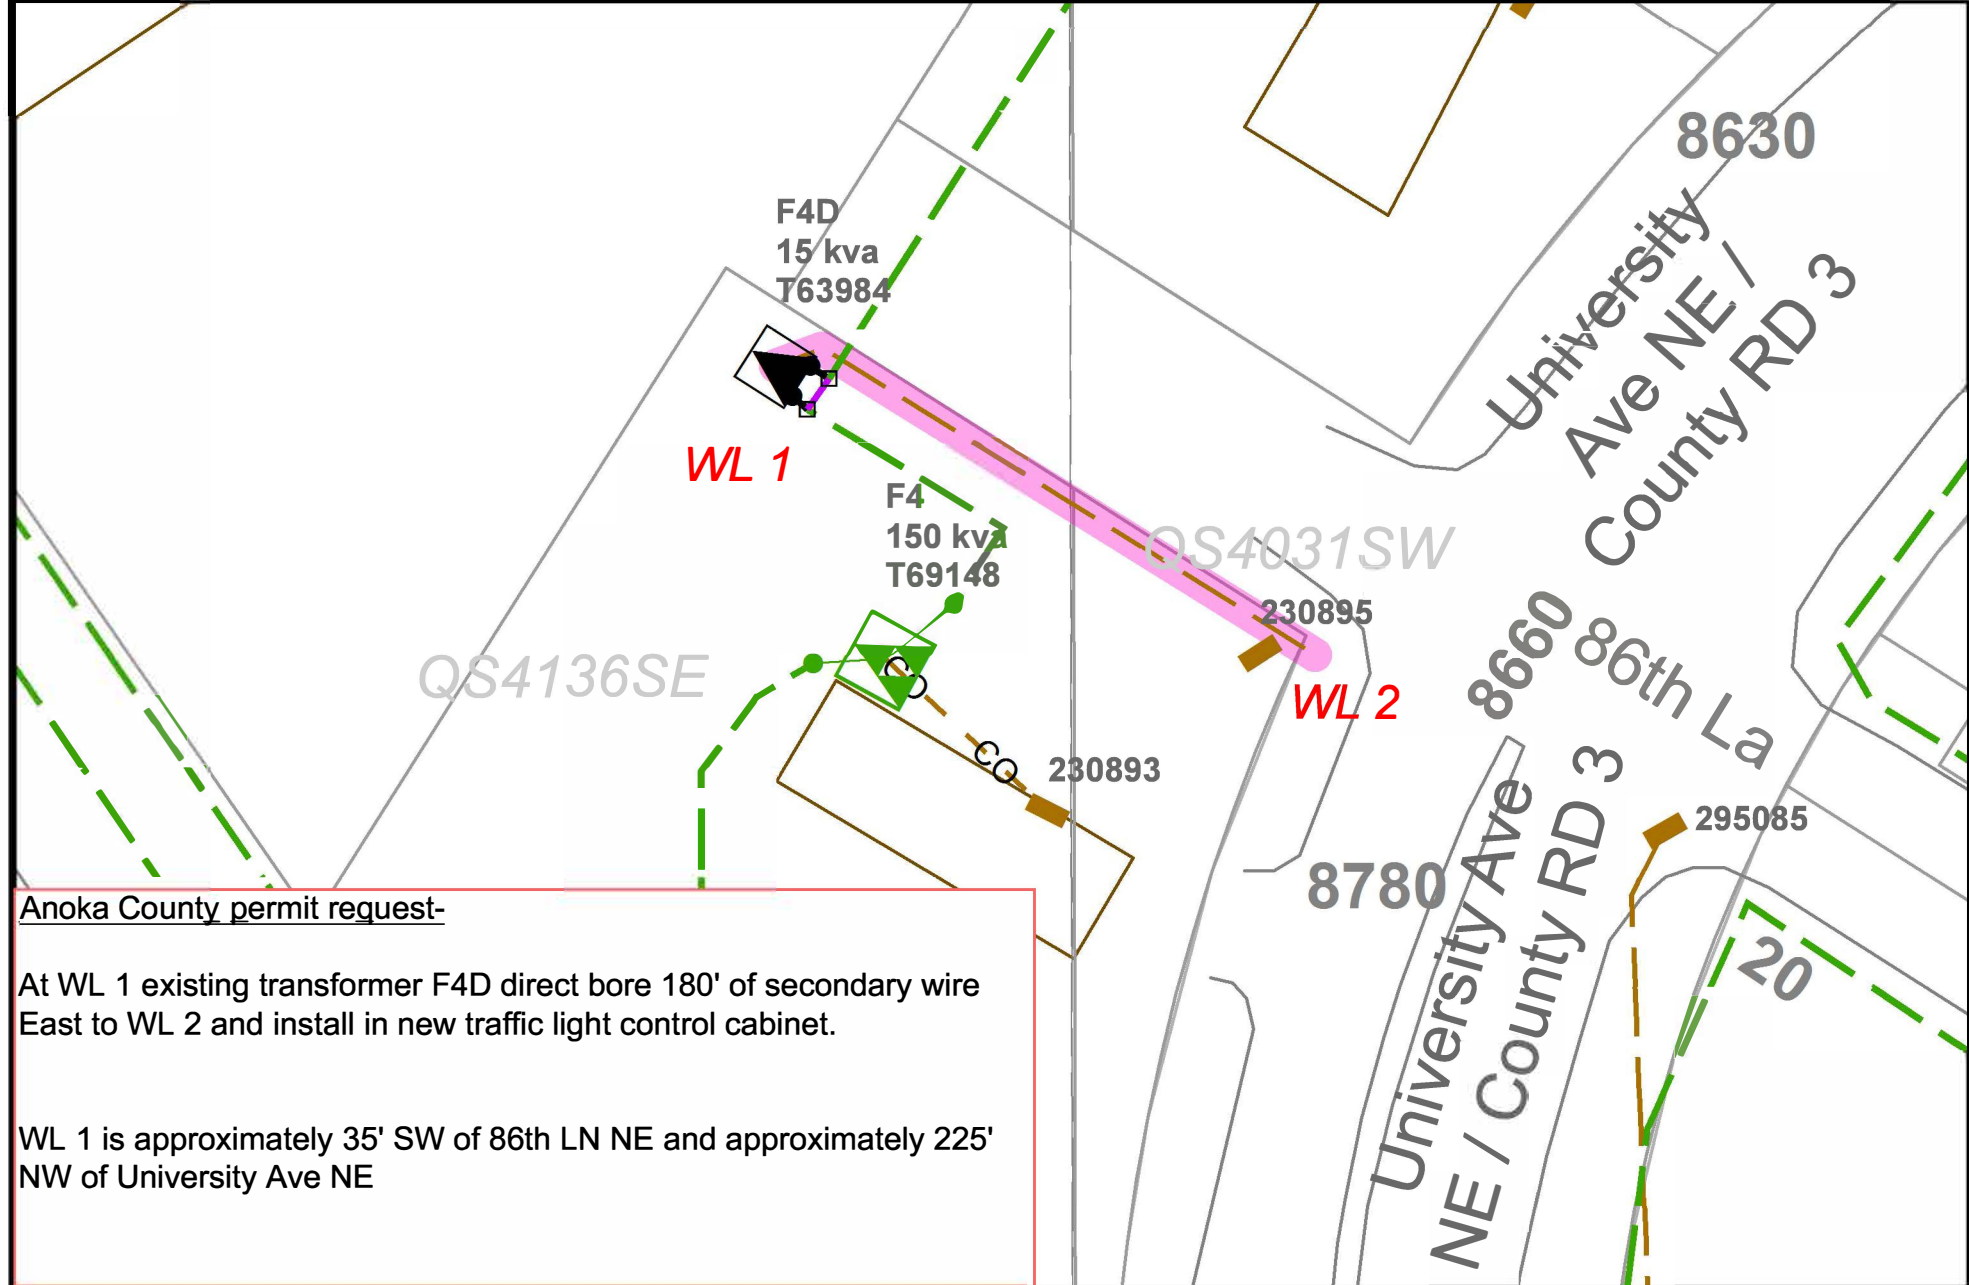 8630
F4D
15 kva
T63984
University
Ave NE /
County RD 3
WL 1
F4
150 kva
T69148
QS4031SW
230895
8660
86th La
QS4136SE
WL 2
CO
CO
230893
295085
8780
University Ave
NE / County RD 3
20
Anoka County permit request-
At WL 1 existing transformer F4D direct bore 180' of secondary wire
East to WL 2 and install in new traffic light control cabinet.
WL 1 is approximately 35' SW of 86th LN NE and approximately 225'
NW of University Ave NE